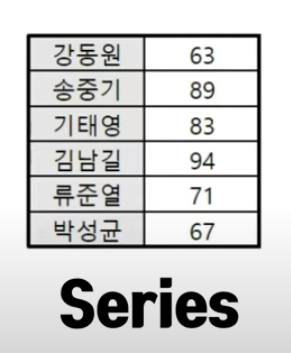 강동원 63
송중기 89
기태영 83
김남길 94
류준열 71
박성균 67
Series